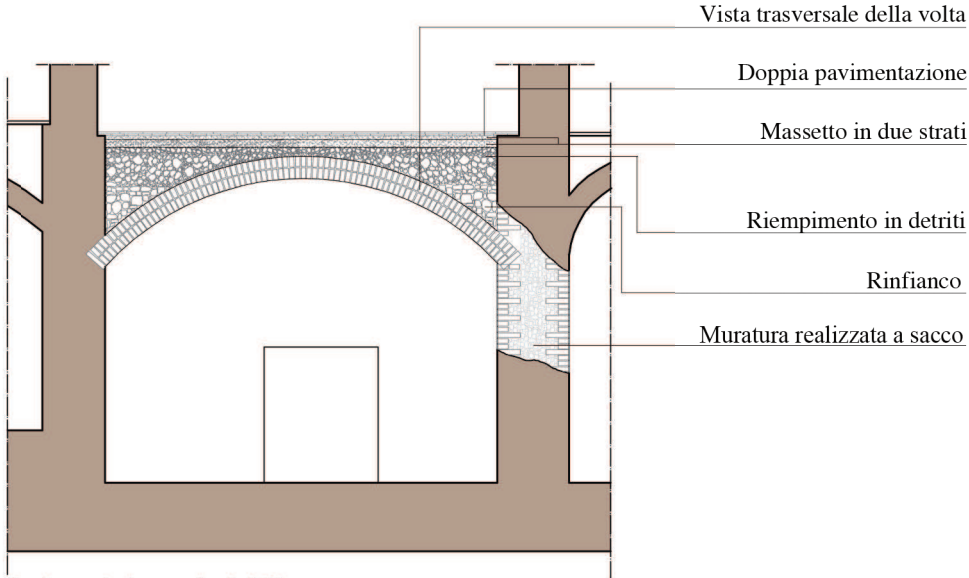 Vista trasversale della volta
Doppia pavimentazione
Massetto in due strati
Riempimento in detriti
Rinfianco
Muratura realizzata a sacco